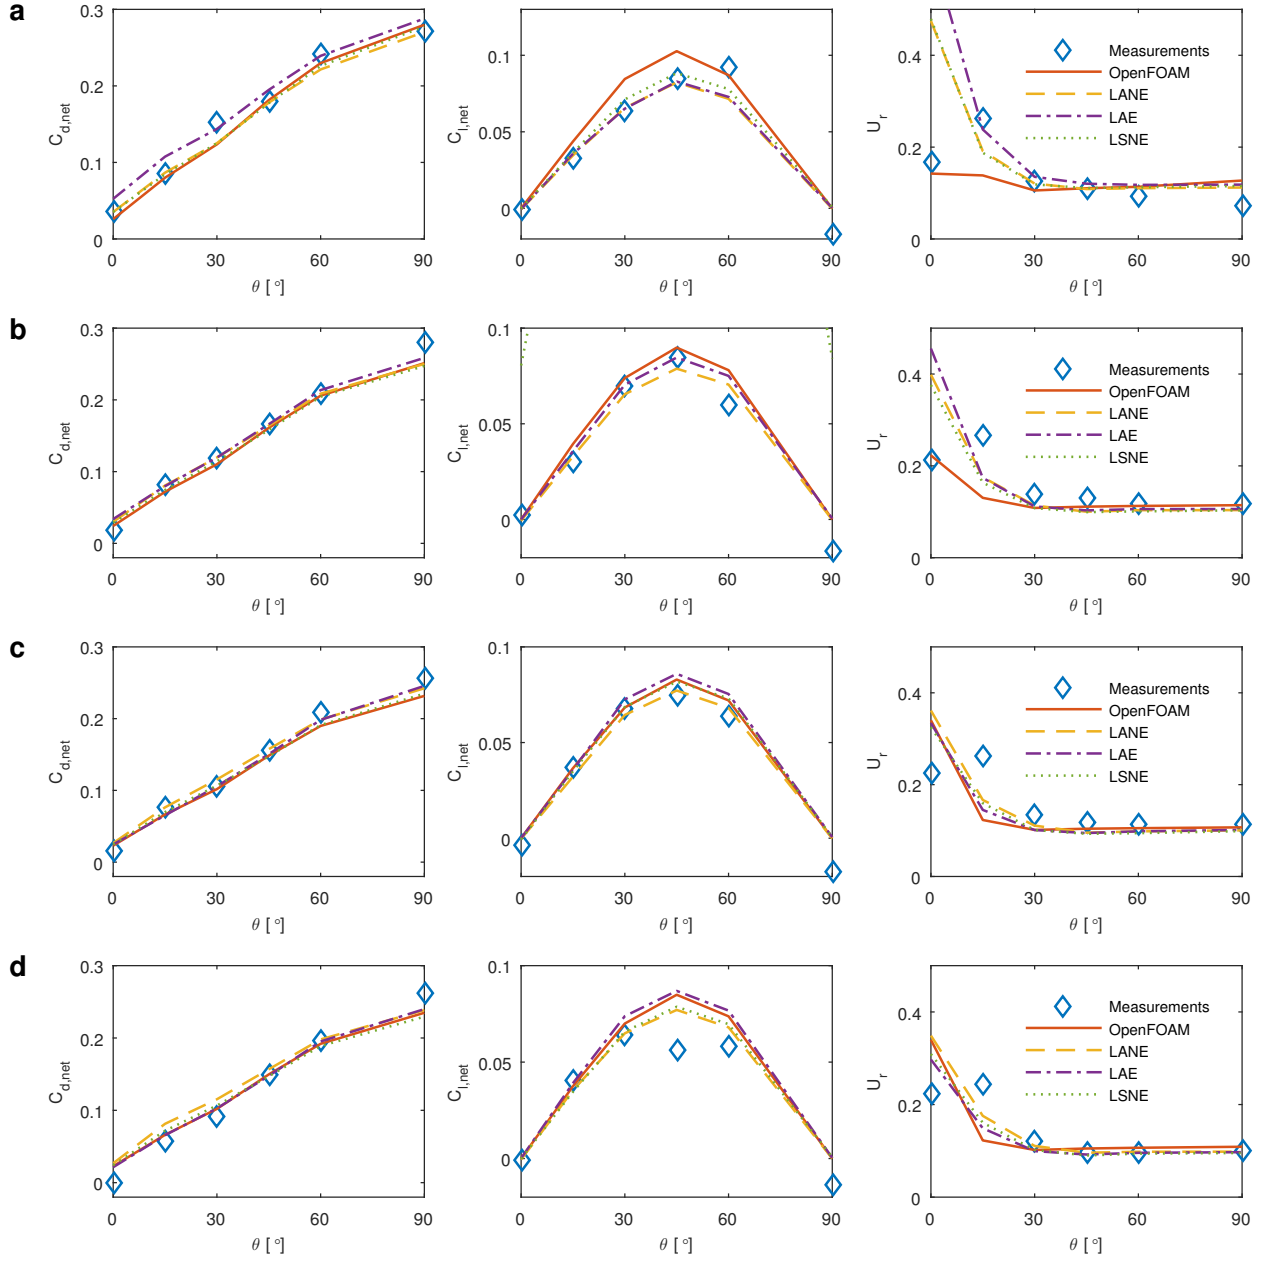 a
0.3
0.2
0.1
0
C_d,net
0 30 60 90
θ [ °]
0.1
0.05
0
C_l,net
0 30 60 90
θ [ °]
0.4
0.2
0
U_r
Measurements
OpenFOAM
LANE
LAE
LSNE
0 30 60 90
θ [ °]
b
0.3
0.2
0.1
0
C_d,net
0 30 60 90
θ [ °]
0.1
0.05
0
C_l,net
0 30 60 90
θ [ °]
0.4
0.2
0
U_r
Measurements
OpenFOAM
LANE
LAE
LSNE
0 30 60 90
θ [ °]
c
0.3
0.2
0.1
0
C_d,net
0 30 60 90
θ [ °]
0.1
0.05
0
C_l,net
0 30 60 90
θ [ °]
0.4
0.2
0
U_r
Measurements
OpenFOAM
LANE
LAE
LSNE
0 30 60 90
θ [ °]
d
0.3
0.2
0.1
0
C_d,net
0 30 60 90
θ [ °]
0.1
0.05
0
C_l,net
0 30 60 90
θ [ °]
0.4
0.2
0
U_r
Measurements
OpenFOAM
LANE
LAE
LSNE
0 30 60 90
θ [ °]